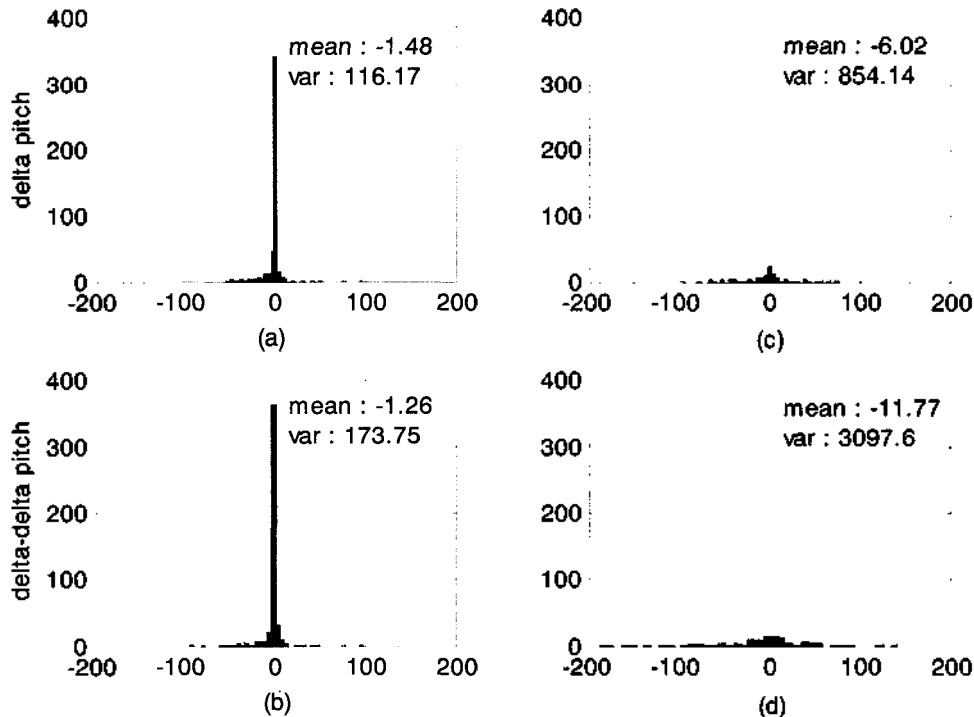 400
mean : -1.48
var : 116.17
300
200
100
0
delta pitch
-200 -100 0 100 200
(a)
400
mean : -6.02
var : 854.14
300
200
100
0
-200 -100 0 100 200
(c)
400
mean : -1.26
var : 173.75
300
200
100
0
delta-delta pitch
-200 -100 0 100 200
(b)
400
mean : -11.77
var : 3097.6
300
200
100
0
-200 -100 0 100 200
(d)